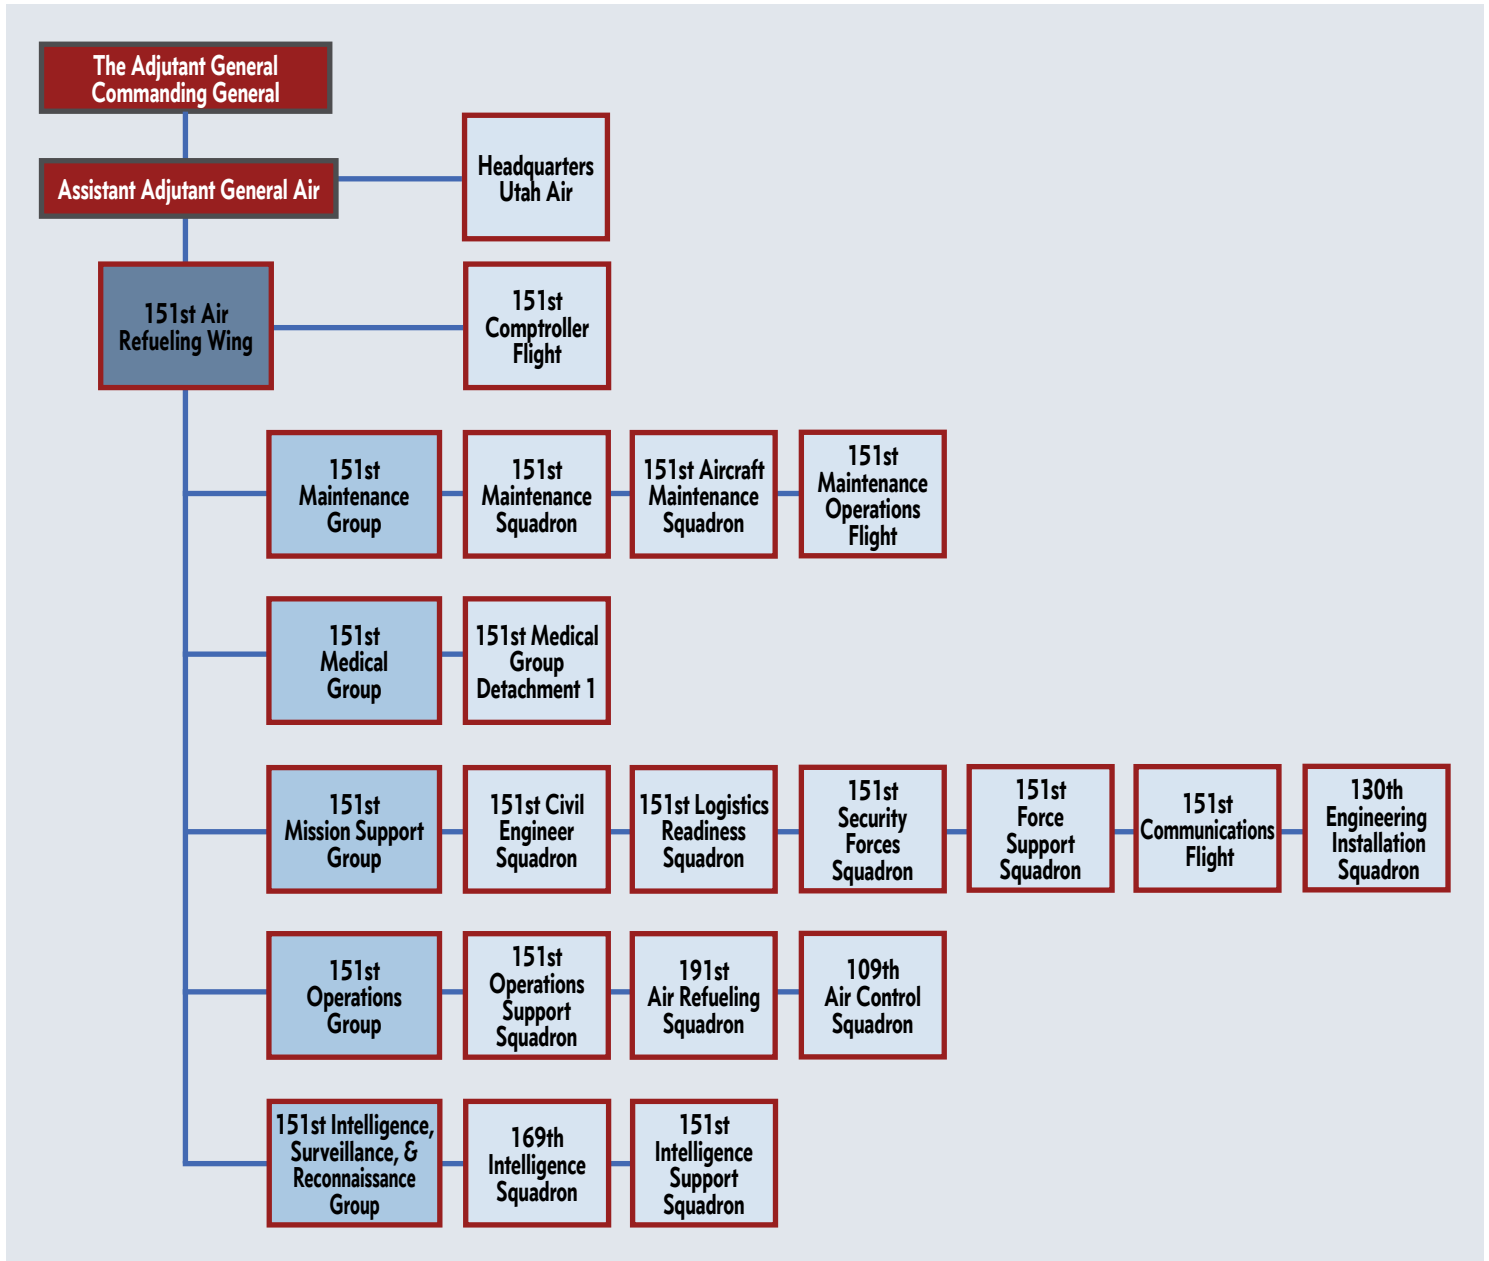 The Adjutant General
Commanding General
Assistant Adjutant General Air
Headquarters
Utah Air
151st Air
Refueling Wing
151st
Comptroller
Flight
151st
Maintenance
Group
151st
Maintenance
Squadron
151st Aircraft
Maintenance
Squadron
151st
Maintenance
Operations
Flight
151st
Medical
Group
151st Medical
Group
Detachment 1
151st
Mission Support
Group
151st Civil
Engineer
Squadron
151st Logistics
Readiness
Squadron
151st
Security
Forces
Squadron
151st
Force
Support
Squadron
151st
Communications
Flight
130th
Engineering
Installation
Squadron
151st
Operations
Group
151st
Operations
Support
Squadron
191st
Air Refueling
Squadron
109th
Air Control
Squadron
151st Intelligence,
Surveillance, &
Reconnaissance
Group
169th
Intelligence
Squadron
151st
Intelligence
Support
Squadron